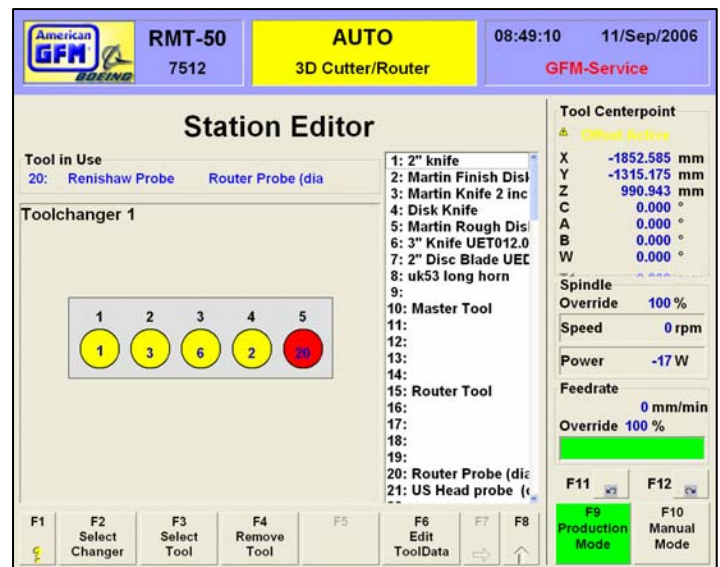 American
GFM
BOEING
RMT-50
7512
AUTO
3D Cutter/Router
08:49:10 11/Sep/2006
GFM-Service
Station Editor
Tool in Use
20: Renishaw Probe Router Probe (dia
Toolchanger 1
1 2 3 4 5
1 3 6 2 20
1: 2" knife
2: Martin Finish Disk
3: Martin Knife 2 inc
4: Disk Knife
5: Martin Rough Dis
6: 3" Knife UET012.0
7: 2" Disc Blade UED
8: uk53 long horn
9:
10: Master Tool
11:
12:
13:
14:
15: Router Tool
16:
17:
18:
19:
20: Router Probe (dia
21: US Head probe (
Tool Centerpoint
Offset Active
X -1852.585 mm
Y -1315.175 mm
Z 990.943 mm
C 0.000 °
A 0.000 °
B 0.000 °
W 0.000 °
Spindle
Override 100 %
Speed 0 rpm
Power -17 W
Feedrate
0 mm/min
Override 100 %
F11 F12
F1
F2
Select
Changer
F3
Select
Tool
F4
Remove
Tool
F5
F6
Edit
ToolData
F7
F8
F9
Production
Mode
F10
Manual
Mode